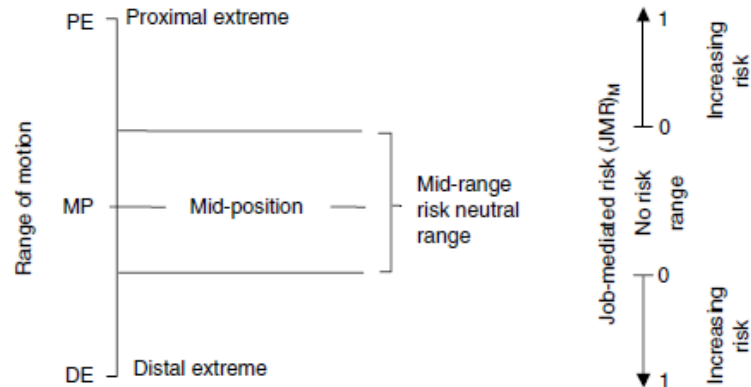 PE
Proximal extreme
Range of motion
MP
Mid-position
DE
Distal extreme
Mid-range
risk neutral
range
Job-mediated risk (JMR)M
1
0
Increasing
risk
No risk
range
0
1
Increasing
risk